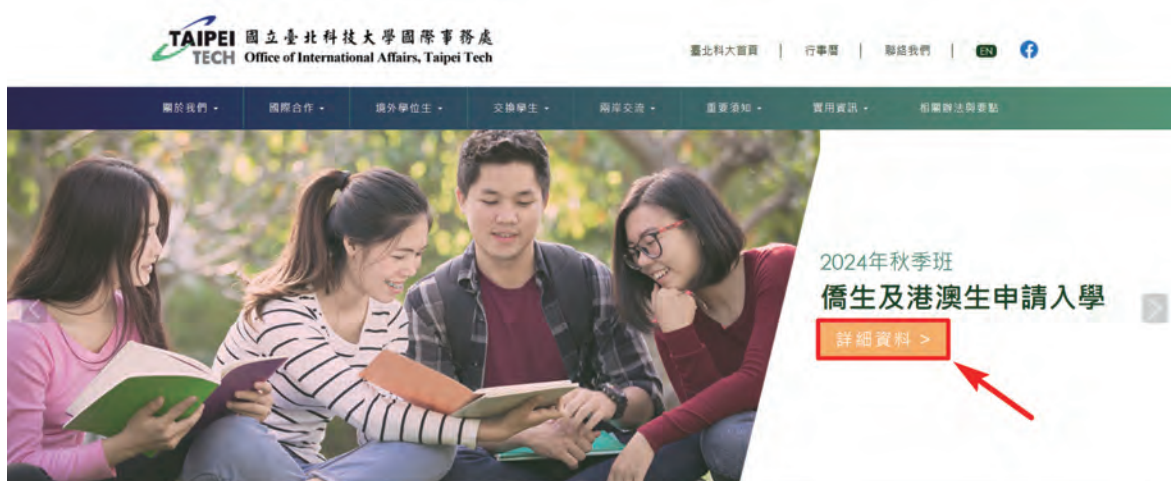 TAIPEI TECH
國立臺北科技大學國際事務處
Office of International Affairs, Taipei Tech
臺北科大首頁 | 行事曆 | 聯絡我們 | EN
關於我們 國際合作 境外學位生 交換學生 兩岸交流 重要須知 實用資訊 相關辦法與要點
2024年秋季班
僑生及港澳生申請入學
詳細資料 >